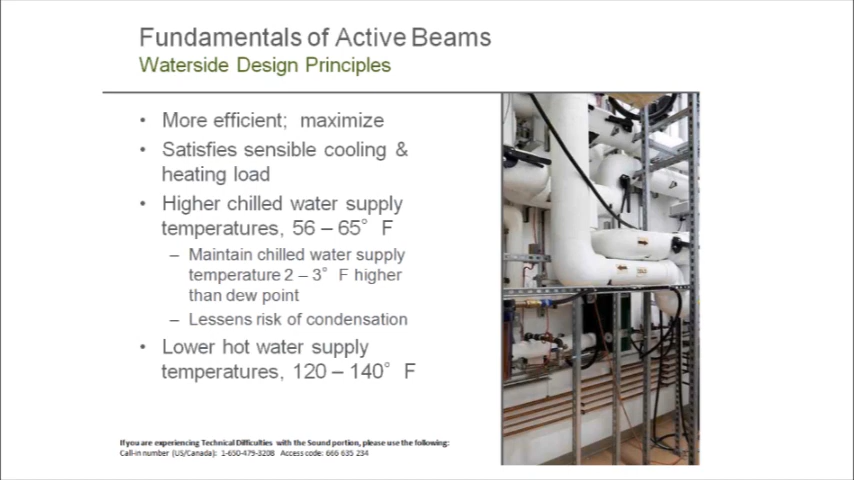 Fundamentals of Active Beams
Waterside Design Principles
• More efficient; maximize
• Satisfies sensible cooling &
heating load
• Higher chilled water supply
temperatures, 56 – 65° F
– Maintain chilled water supply
temperature 2 – 3° F higher
than dew point
– Lessens risk of condensation
• Lower hot water supply
temperatures, 120 – 140° F
If you are experiencing Technical Difficulties with the Sound portion, please use the following:
Call-in number (US/Canada): 1-650-479-3208 Access code: 666 635 234